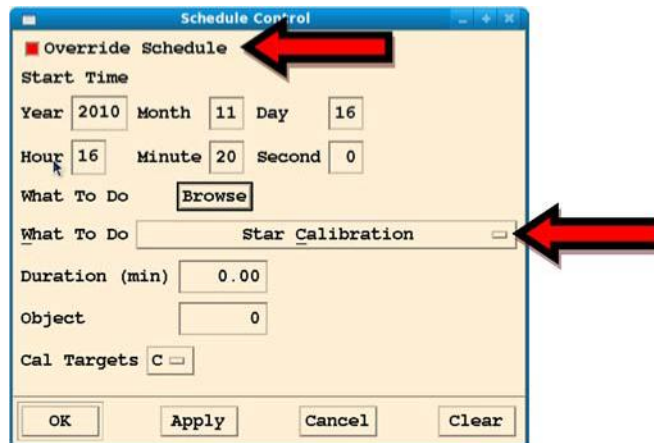 Schedule Control
Override Schedule
Start Time
Year 2010 Month 11 Day 16
Hour 16 Minute 20 Second 0
What To Do Browse
What To Do Star Calibration
Duration (min) 0.00
Object 0
Cal Targets C
OK Apply Cancel Clear